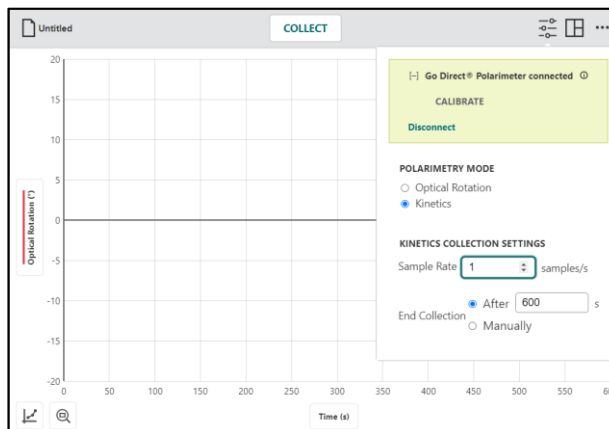 Untitled
COLLECT
[−] Go Direct® Polarimeter connected
CALIBRATE
Disconnect
POLARIMETRY MODE
Optical Rotation
Kinetics
KINETICS COLLECTION SETTINGS
Sample Rate 1 samples/s
End Collection
After 600 s
Manually
Optical Rotation (°)
20
15
10
5
0
-5
-10
-15
-20
0 50 100 150 200 250 300 350 400 450 500 550
Time (s)